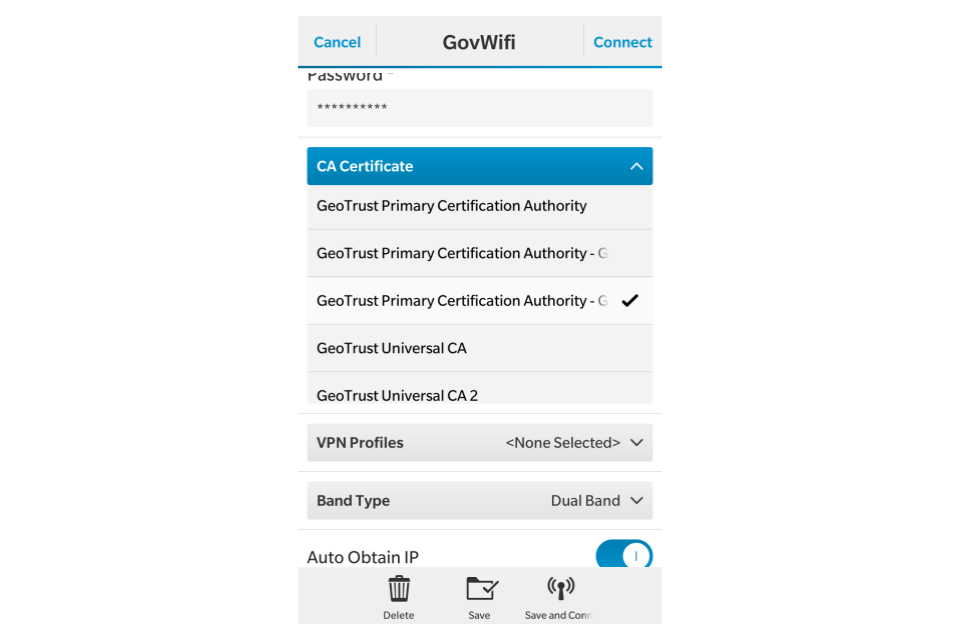 Cancel
GovWifi
Connect
Password *
**********
CA Certificate
GeoTrust Primary Certification Authority
GeoTrust Primary Certification Authority - G
GeoTrust Primary Certification Authority - G
GeoTrust Universal CA
GeoTrust Universal CA 2
VPN Profiles <None Selected>
Band Type Dual Band
Auto Obtain IP
Delete
Save
Save and Conn